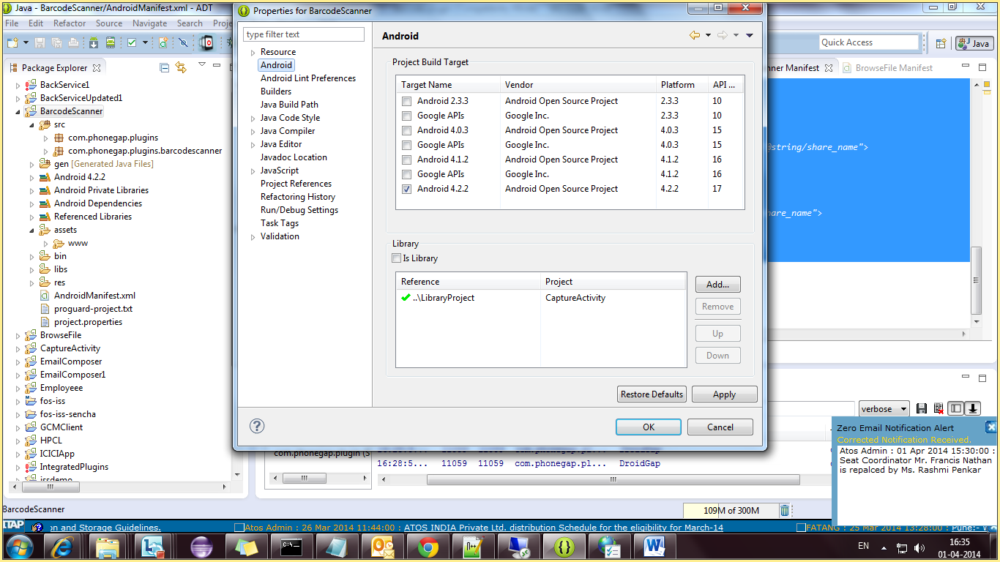 Java - BarcodeScanner/AndroidManifest.xml - ADT
File Edit Refactor Source Navigate Search Proje
Quick Access
Java
Package Explorer
BackService1
BackServiceUpdated1
BarcodeScanner
src
com.phonegap.plugins
com.phonegap.plugins.barcodescanner
gen [Generated Java Files]
Android 4.2.2
Android Private Libraries
Android Dependencies
Referenced Libraries
assets
www
bin
libs
res
AndroidManifest.xml
proguard-project.txt
project.properties
BrowseFile
CaptureActivity
EmailComposer
EmailComposer1
Employeee
fos-iss
fos-iss-sencha
GCMClient
HPCL
ICICIApp
IntegratedPlugins
issdemo
Properties for BarcodeScanner
type filter text
Resource
Android
Android Lint Preferences
Builders
Java Build Path
Java Code Style
Java Compiler
Java Editor
Javadoc Location
JavaScript
Project References
Refactoring History
Run/Debug Settings
Task Tags
Validation
Android
Project Build Target
Target Name Vendor Platform API ...
Android 2.3.3 Android Open Source Project 2.3.3 10
Google APIs Google Inc. 2.3.3 10
Android 4.0.3 Android Open Source Project 4.0.3 15
Google APIs Google Inc. 4.0.3 15
Android 4.1.2 Android Open Source Project 4.1.2 16
Google APIs Google Inc. 4.1.2 16
Android 4.2.2 Android Open Source Project 4.2.2 17
Library
Is Library
Reference Project
..\LibraryProject CaptureActivity
Add...
Remove
Up
Down
Restore Defaults Apply
OK Cancel
nner Manifest BrowseFile Manifest
string/share_name">
hare_name">
verbose
com.phonegap.plugin (S
16:28:5... 11059 11059 com.phonegap.pl... DroidGap
Zero Email Notification Alert
Corrected Notification Received.
Atos Admin : 01 Apr 2014 15:30:00 :
Seat Coordinator Mr. Francis Nathan
is repalced by Ms. Rashmi Penkar
BarcodeScanner
109M of 300M
on and Storage Guidelines. Atos Admin : 26 Mar 2014 11:44:00 : ATOS INDIA Private Ltd. distribution Schedule for the eligibility for March-14 FATANG : 25 Mar 2014 13:28:00 : Pune:- V
EN
16:35
01-04-2014